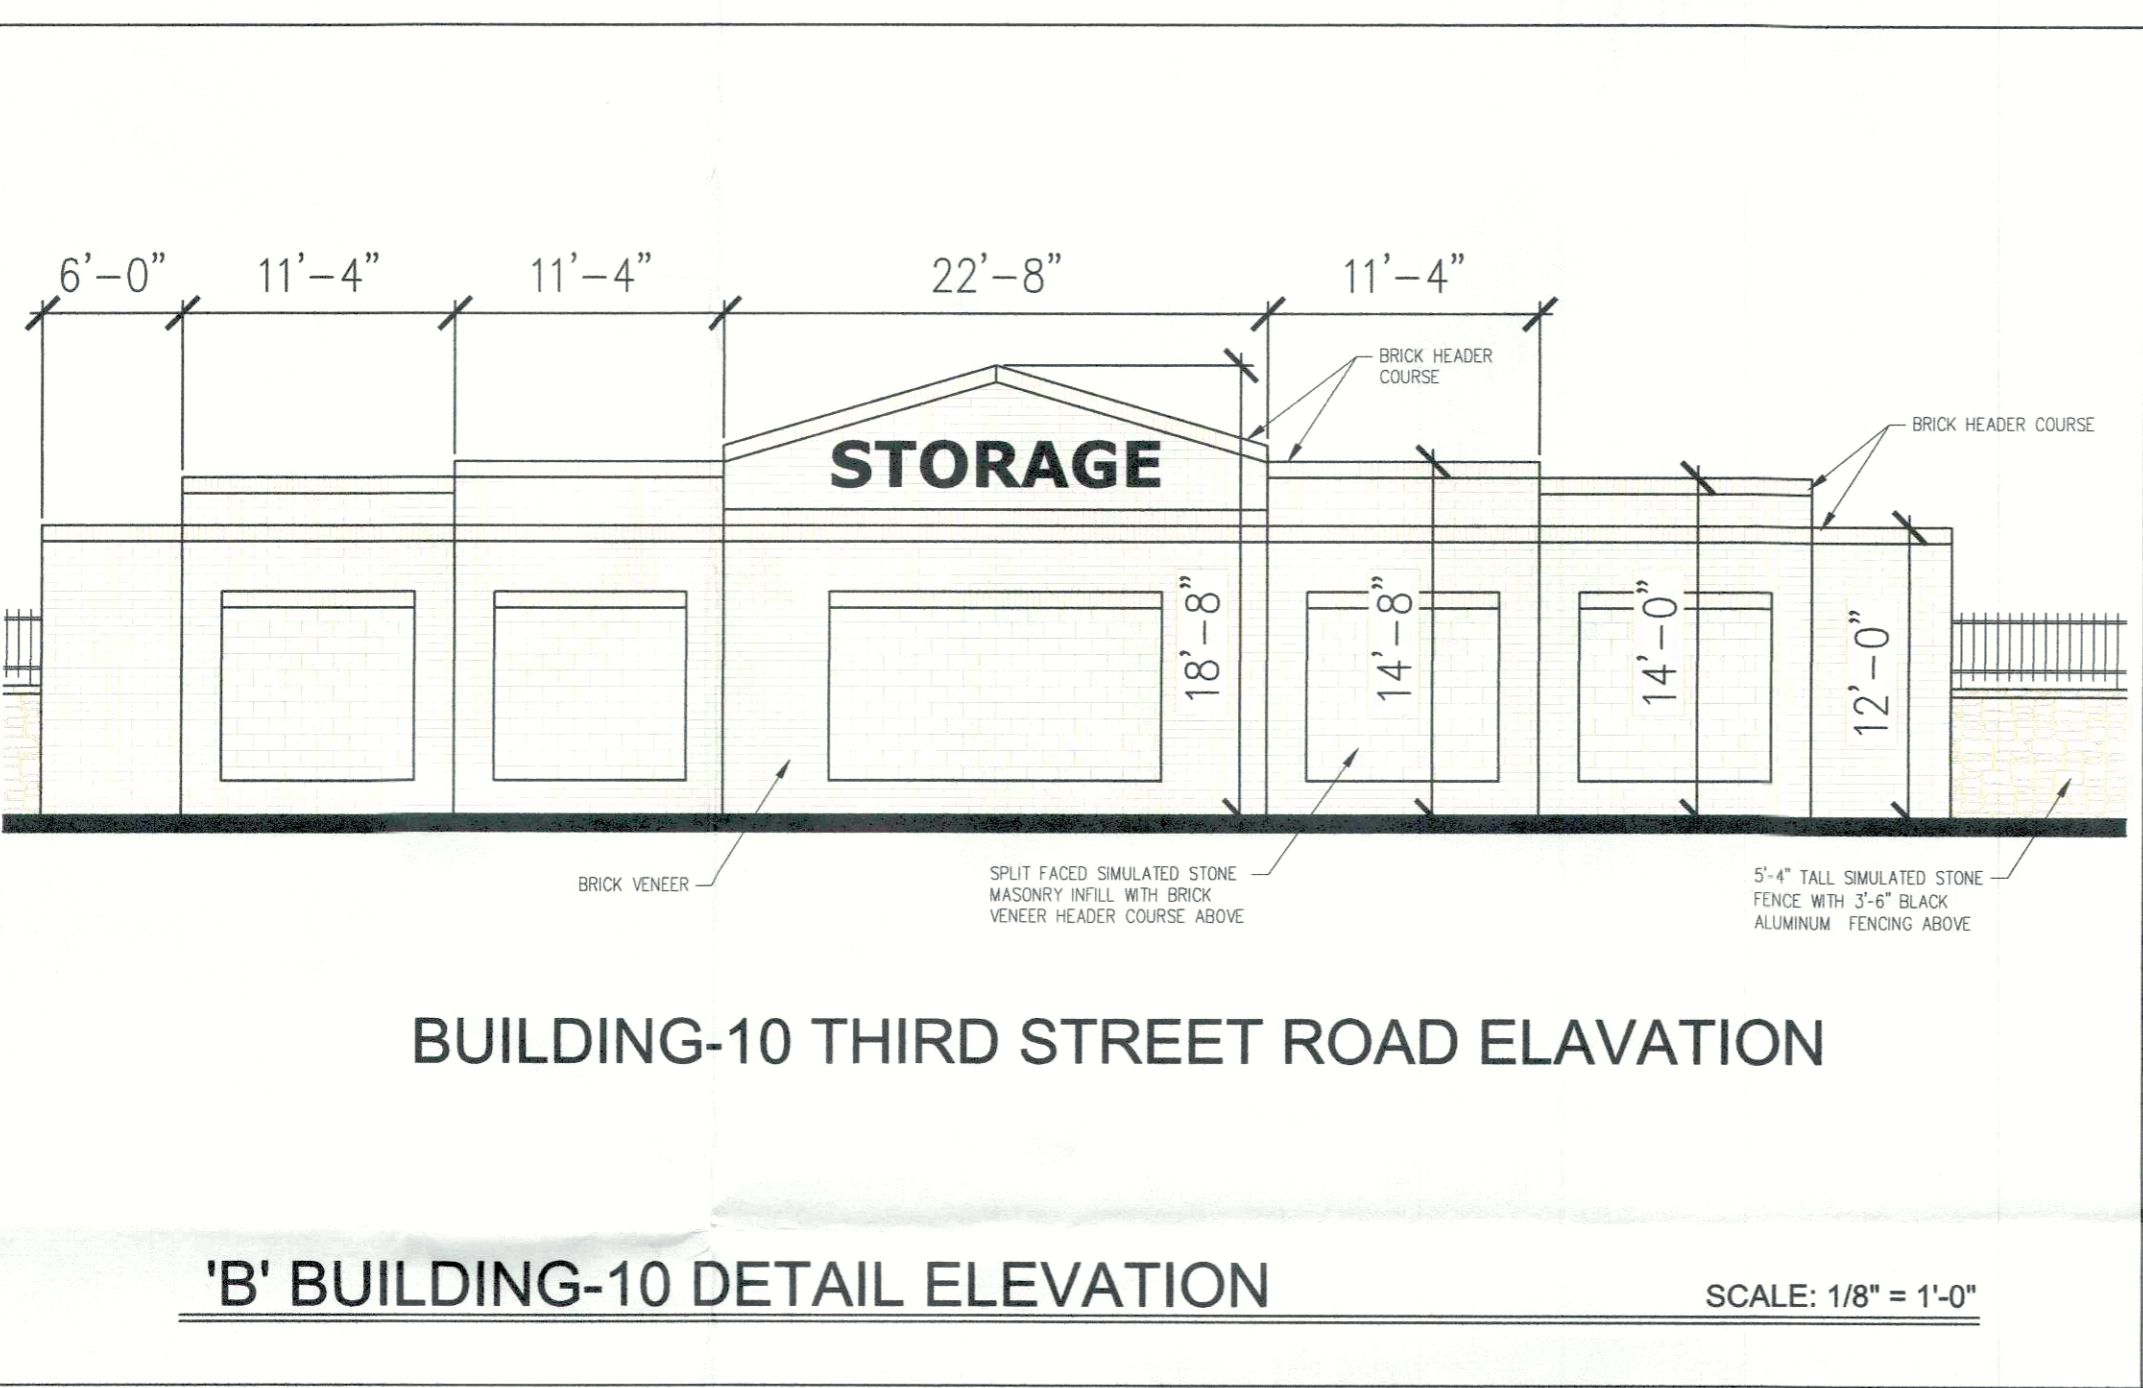 6'-0" 11'-4" 11'-4" 22'-8" 11'-4"
BRICK HEADER
COURSE
BRICK HEADER COURSE
STORAGE
18'-8"
14'-8"
14'-0"
12'-0"
BRICK VENEER
SPLIT FACED SIMULATED STONE
MASONRY INFILL WITH BRICK
VENEER HEADER COURSE ABOVE
5'-4" TALL SIMULATED STONE
FENCE WITH 3'-6" BLACK
ALUMINUM FENCING ABOVE
BUILDING-10 THIRD STREET ROAD ELAVATION
'B' BUILDING-10 DETAIL ELEVATION
SCALE: 1/8" = 1'-0"